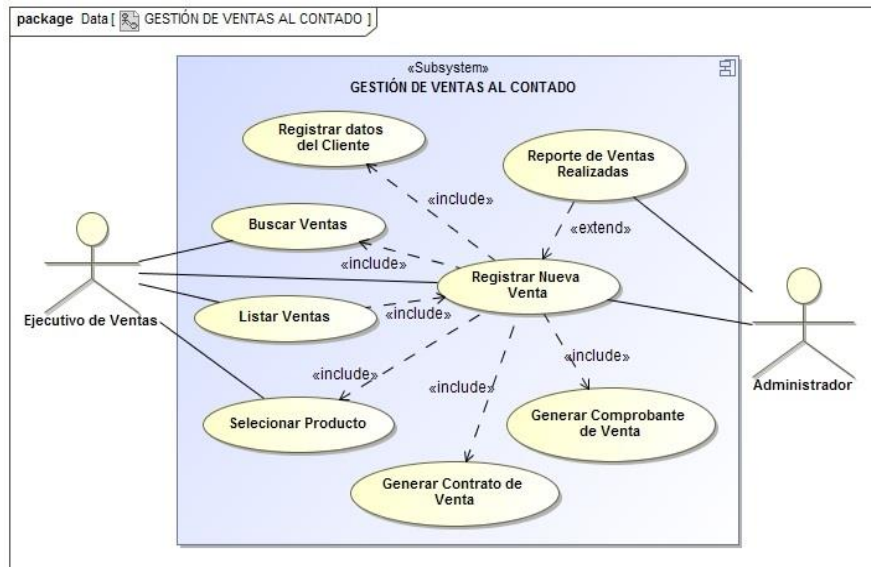 package Data [ GESTIÓN DE VENTAS AL CONTADO ]
«Subsystem»
GESTIÓN DE VENTAS AL CONTADO
Registrar datos
del Cliente
Reporte de Ventas
Realizadas
«include»
Buscar Ventas
«extend»
«include»
Registrar Nueva
Venta
Ejecutivo de Ventas
Listar Ventas
«include»
«include»
«include»
«include»
Administrador
Selecionar Producto
Generar Comprobante
de Venta
Generar Contrato de
Venta